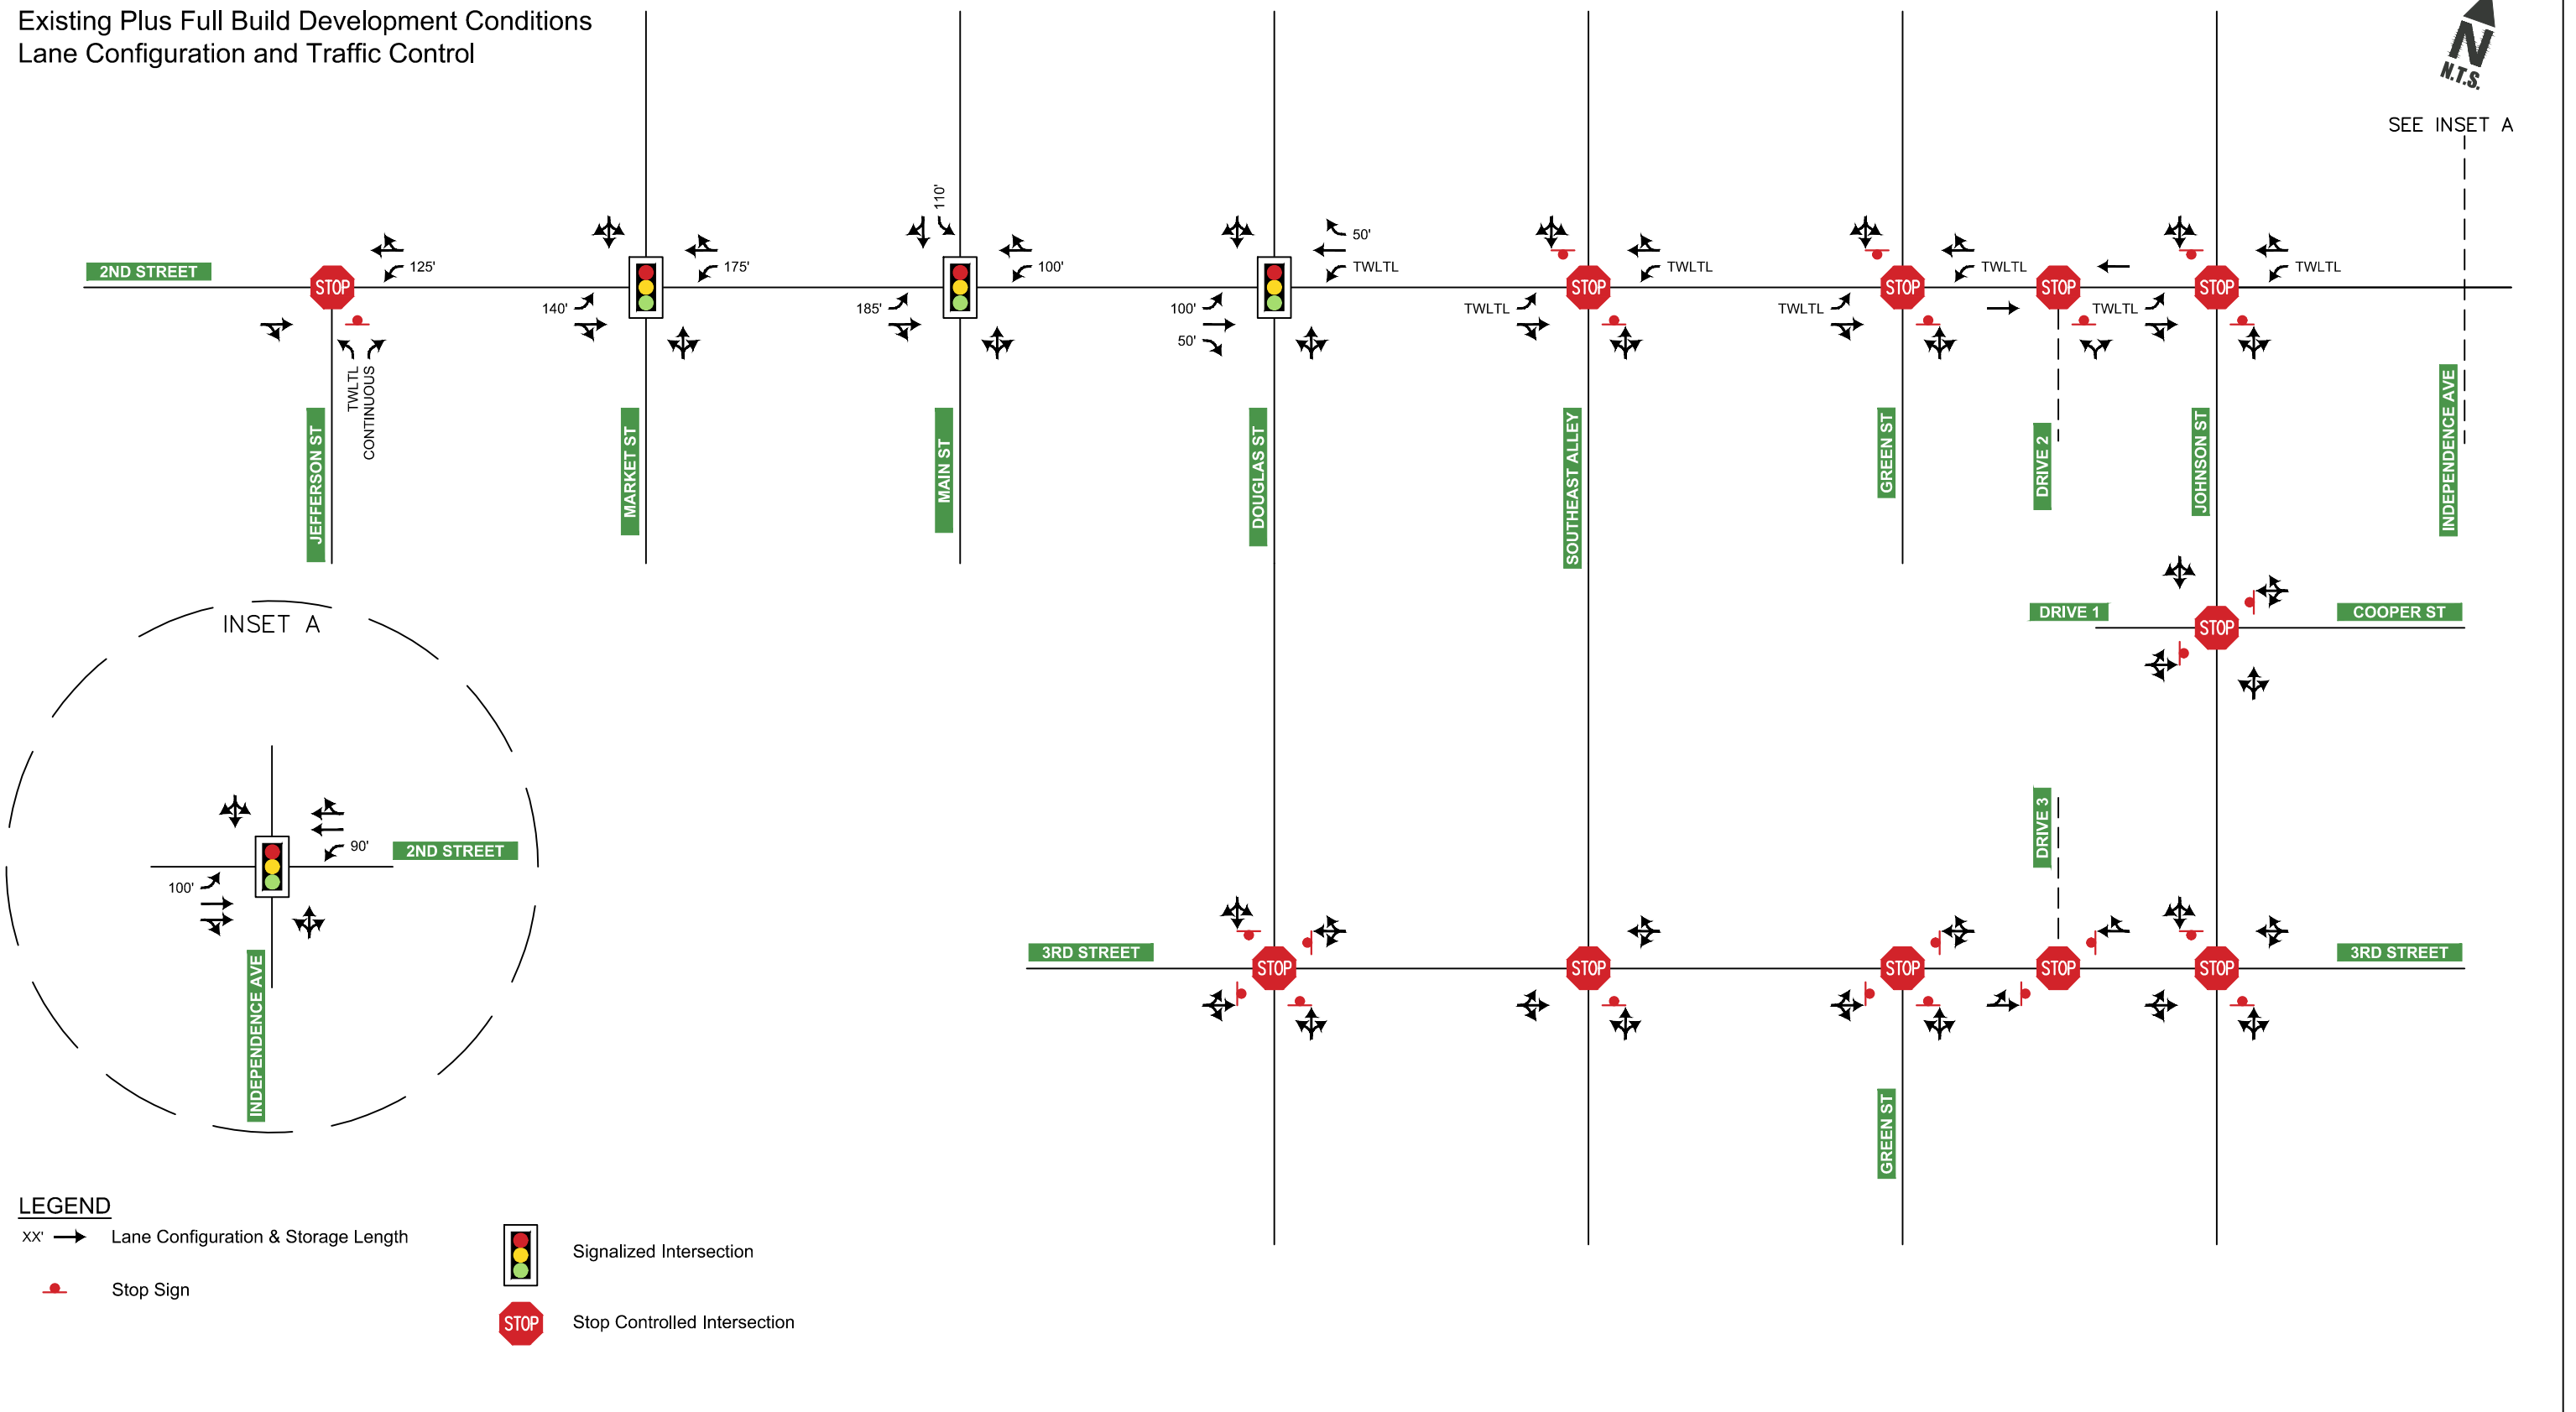 Existing Plus Full Build Development Conditions
Lane Configuration and Traffic Control
N
N.T.S.
SEE INSET A
110'
2ND STREET
STOP
125'
175'
100'
50'
TWLTL
TWLTL
TWLTL
STOP
STOP
STOP
STOP
TWLTL
140'
185'
100'
50'
TWLTL
TWLTL
TWLTL
TWLTL
CONTINUOUS
JEFFERSON ST
MARKET ST
MAIN ST
DOUGLAS ST
SOUTHEAST ALLEY
GREEN ST
DRIVE 2
JOHNSON ST
INDEPENDENCE AVE
DRIVE 1
STOP
COOPER ST
INSET A
90'
2ND STREET
100'
INDEPENDENCE AVE
DRIVE 3
3RD STREET
STOP
STOP
STOP
STOP
STOP
3RD STREET
GREEN ST
LEGEND
XX' Lane Configuration & Storage Length
Stop Sign
Signalized Intersection
STOP Stop Controlled Intersection